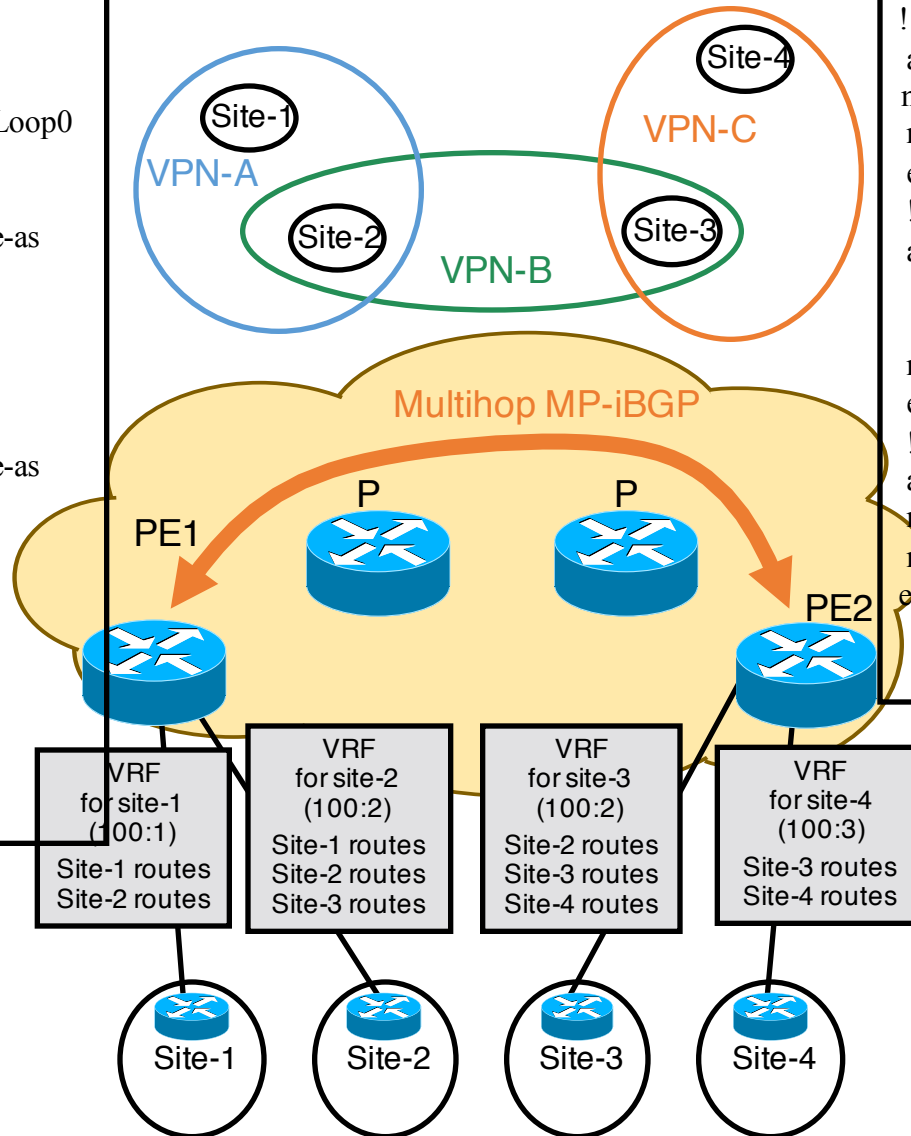 Loop0
e-as
e-as
Site-4
Site-1
VPN-C
VPN-A
Site-2
Site-3
VPN-B
!
!
!
Multihop MP-iBGP
P
P
PE1
PE2
VRF
for site-1
(100:1)
Site-1 routes
Site-2 routes
VRF
for site-2
(100:2)
Site-1 routes
Site-2 routes
Site-3 routes
VRF
for site-3
(100:2)
Site-2 routes
Site-3 routes
Site-4 routes
VRF
for site-4
(100:3)
Site-3 routes
Site-4 routes
Site-1
Site-2
Site-3
Site-4